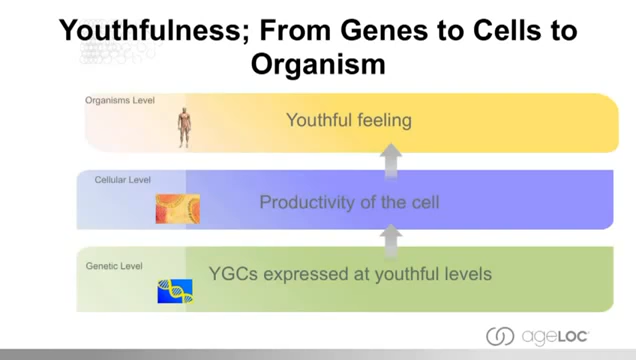 Youthfulness; From Genes to Cells to
Organism
Organisms Level
Youthful feeling
Cellular Level
Productivity of the cell
Genetic Level
YGCs expressed at youthful levels
ageLOC